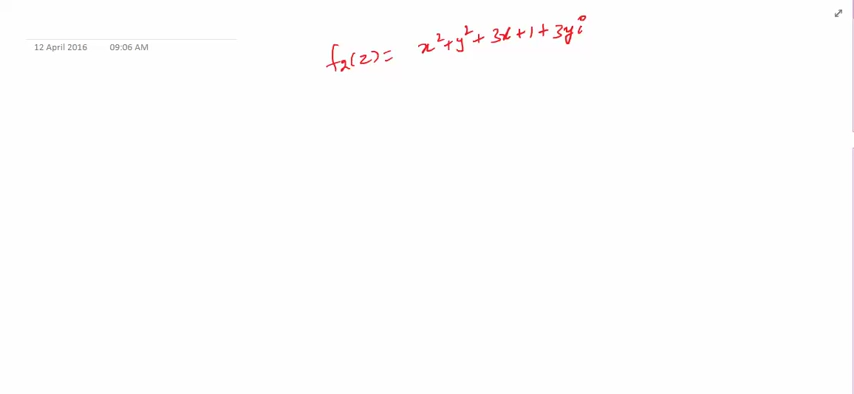 f₂(z) = x² + y² + 3x + 1 + 3yi
12 April 2016 09:06 AM